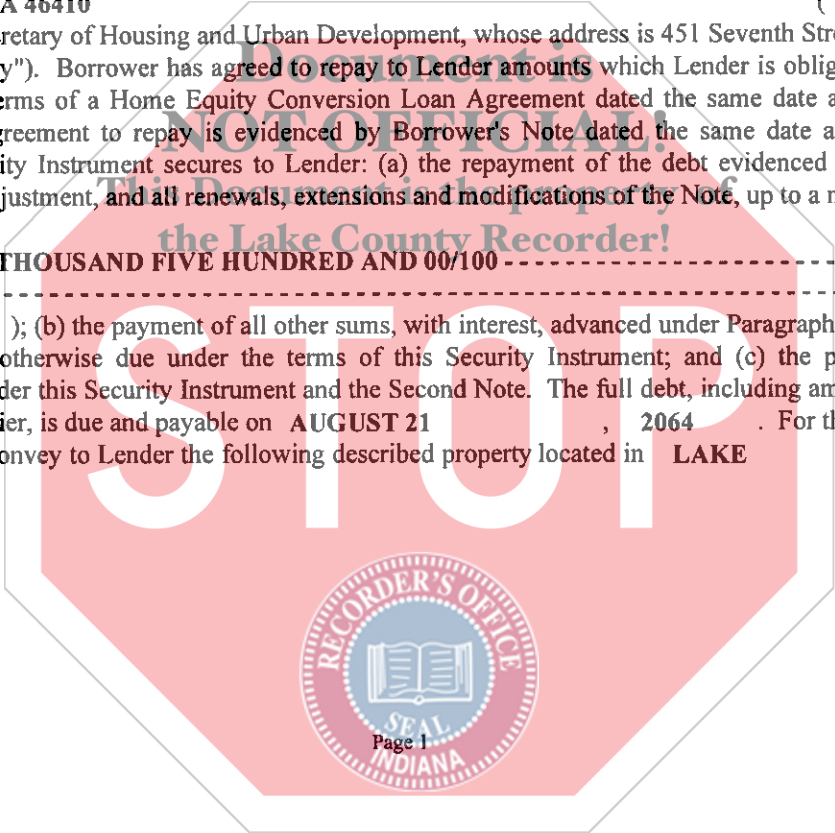 A 46410 (
retary of Housing and Urban Development, whose address is 451 Seventh Stre
y"). Borrower has agreed to repay to Lender amounts which Lender is oblig
erms of a Home Equity Conversion Loan Agreement dated the same date a
greement to repay is evidenced by Borrower's Note dated the same date a
ity Instrument secures to Lender: (a) the repayment of the debt evidenced
justment, and all renewals, extensions and modifications of the Note, up to a m
THOUSAND FIVE HUNDRED AND 00/100 - - - - - - - - - - - - - - - - - - - - - - - - - - -
- - - - - - - - - - - - - - - - - - - - - - - - - - - - - - - - - - - - - - - - - - - - - - - - - - - - - - - - - - - - - -
); (b) the payment of all other sums, with interest, advanced under Paragraph
otherwise due under the terms of this Security Instrument; and (c) the p
der this Security Instrument and the Second Note. The full debt, including am
ier, is due and payable on AUGUST 21 , 2064 . For th
onvey to Lender the following described property located in LAKE
Page 1
Document is
NOT OFFICIAL!
This Document is the property of
the Lake County Recorder!
STOP
RECORDER'S OFFICE
SEAL
INDIANA